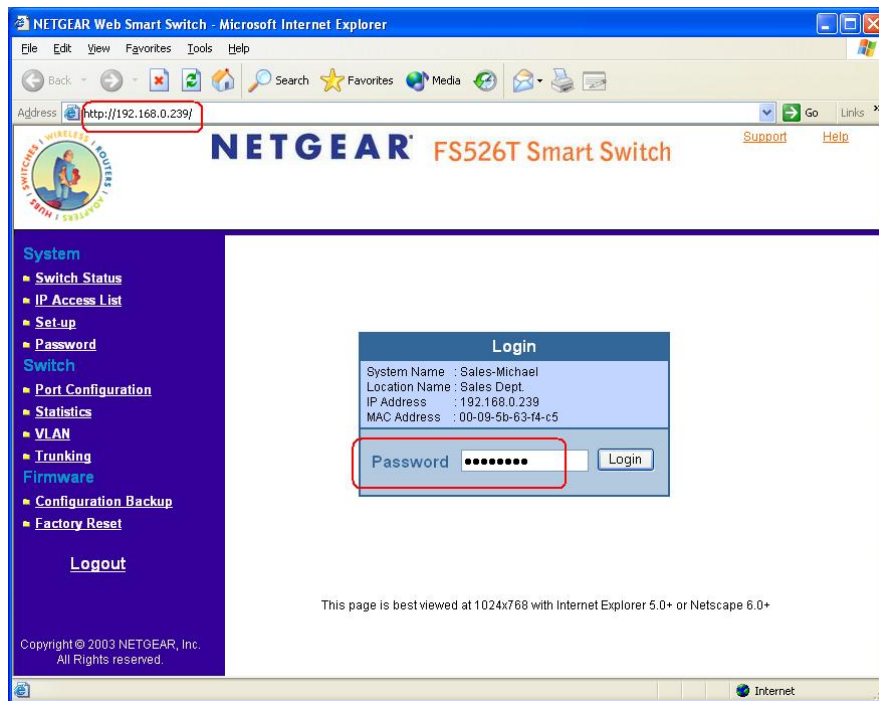 NETGEAR Web Smart Switch - Microsoft Internet Explorer
File Edit View Favorites Tools Help
Back Search Favorites Media
Address http://192.168.0.239/ Go Links »
SWITCHES | WIRELESS | ROUTERS | ADAPTERS | HUBS |
NETGEAR FS526T Smart Switch
Support Help
System
Switch Status
IP Access List
Set-up
Password
Switch
Port Configuration
Statistics
VLAN
Trunking
Firmware
Configuration Backup
Factory Reset
Logout
Copyright © 2003 NETGEAR, Inc.
All Rights reserved.
Login
System Name : Sales-Michael
Location Name : Sales Dept.
IP Address : 192.168.0.239
MAC Address : 00-09-5b-63-f4-c5
Password ●●●●●●●● Login
This page is best viewed at 1024x768 with Internet Explorer 5.0+ or Netscape 6.0+
Internet